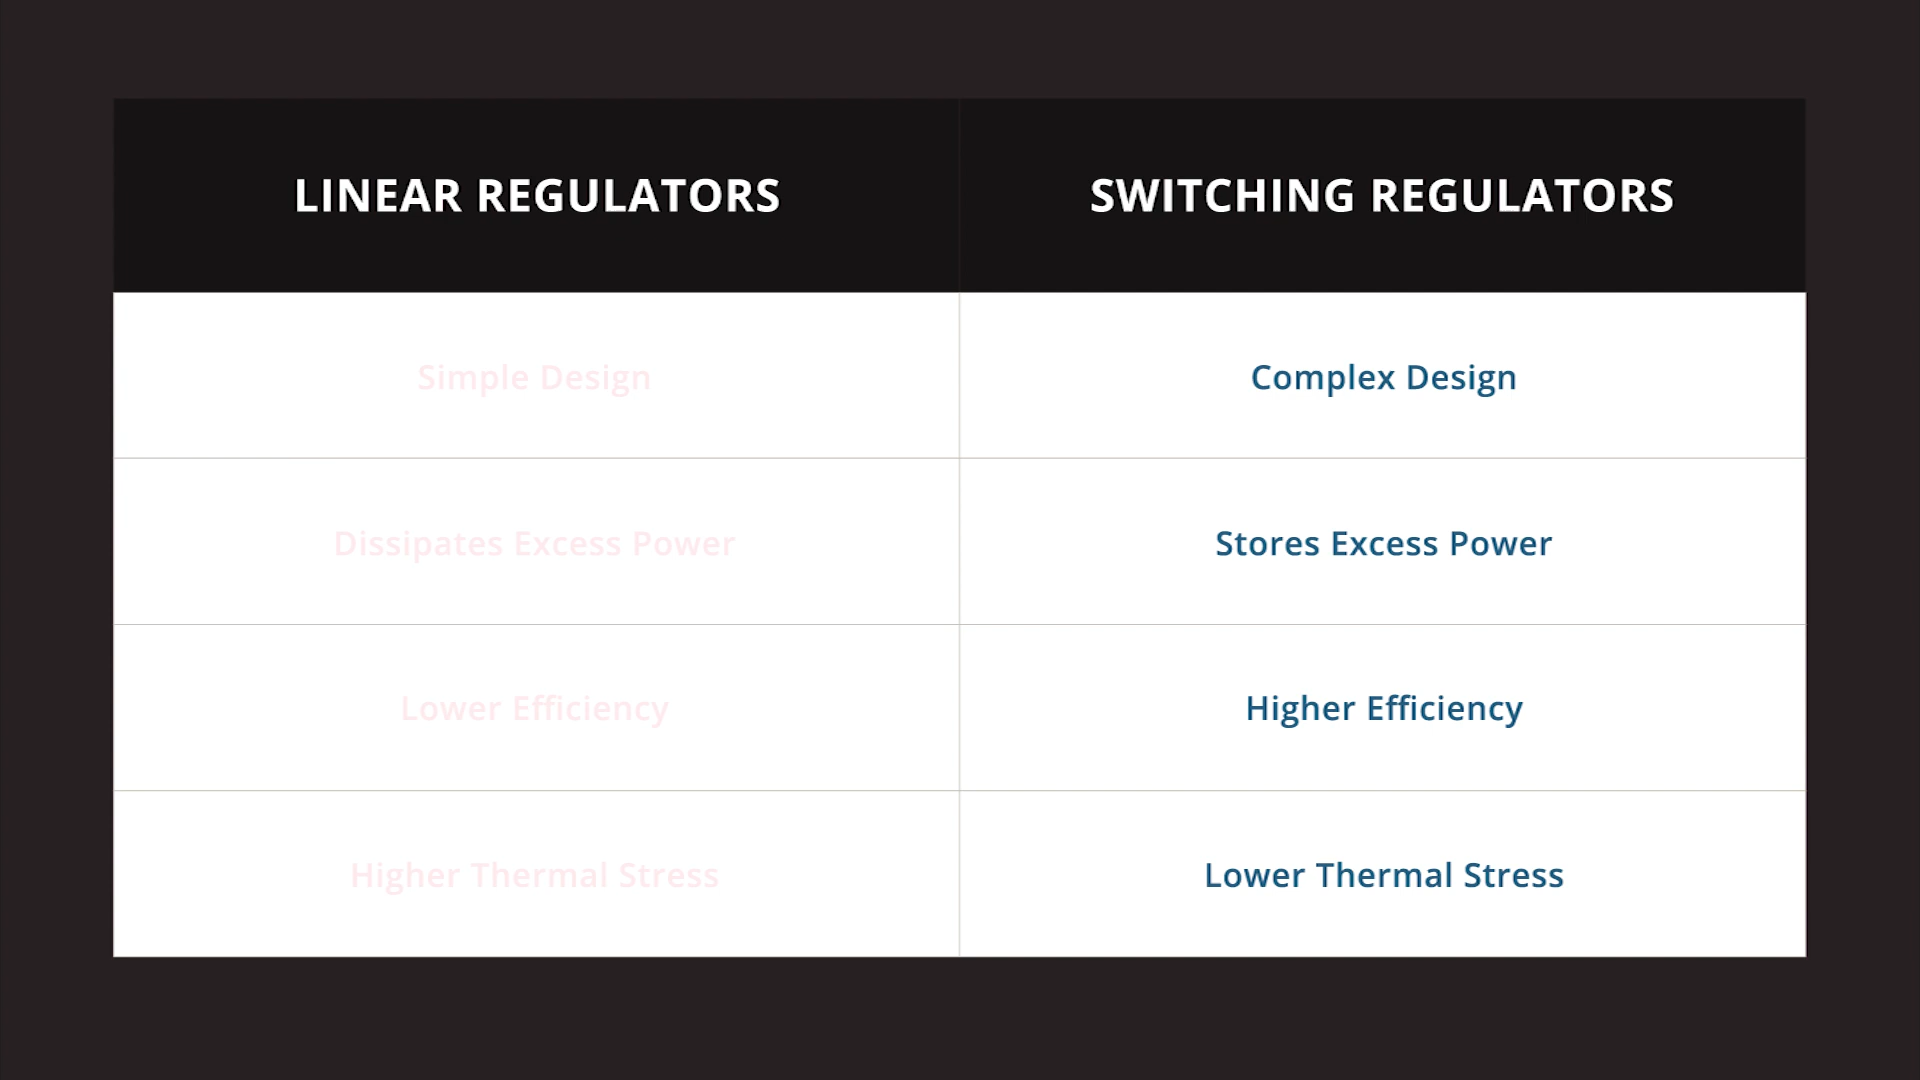 LINEAR REGULATORS
SWITCHING REGULATORS
Simple Design
Complex Design
Dissipates Excess Power
Stores Excess Power
Lower Efficiency
Higher Efficiency
Higher Thermal Stress
Lower Thermal Stress